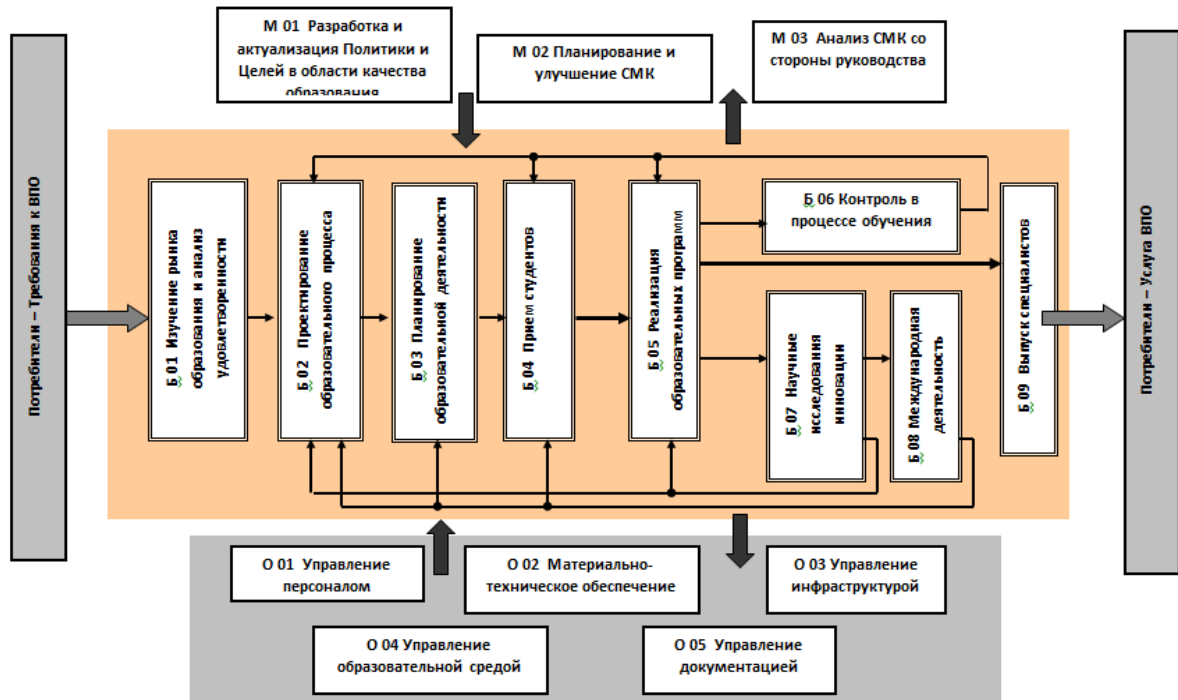 М 01 Разработка и
актуализация Политики и
Целей в области качества
образования
М 02 Планирование и
улучшение СМК
М 03 Анализ СМК со
стороны руководства
Потребители – Требования к ВПО
Б 01 Изучение рынка
образования и анализ
удовлетворенности
Б 02 Проектирование
образовательного процесса
Б 03 Планирование
образовательной деятельности
Б 04 Прием студентов
Б 05 Реализация
образовательных программ
Б 06 Контроль в
процессе обучения
Б 07 Научные
исследования
инновации
Б 08 Международная
деятельность
Б 09 Выпуск специалистов
Потребители – Услуга ВПО
О 01 Управление
персоналом
О 02 Материально-
техническое обеспечение
О 03 Управление
инфраструктурой
О 04 Управление
образовательной средой
О 05 Управление
документацией